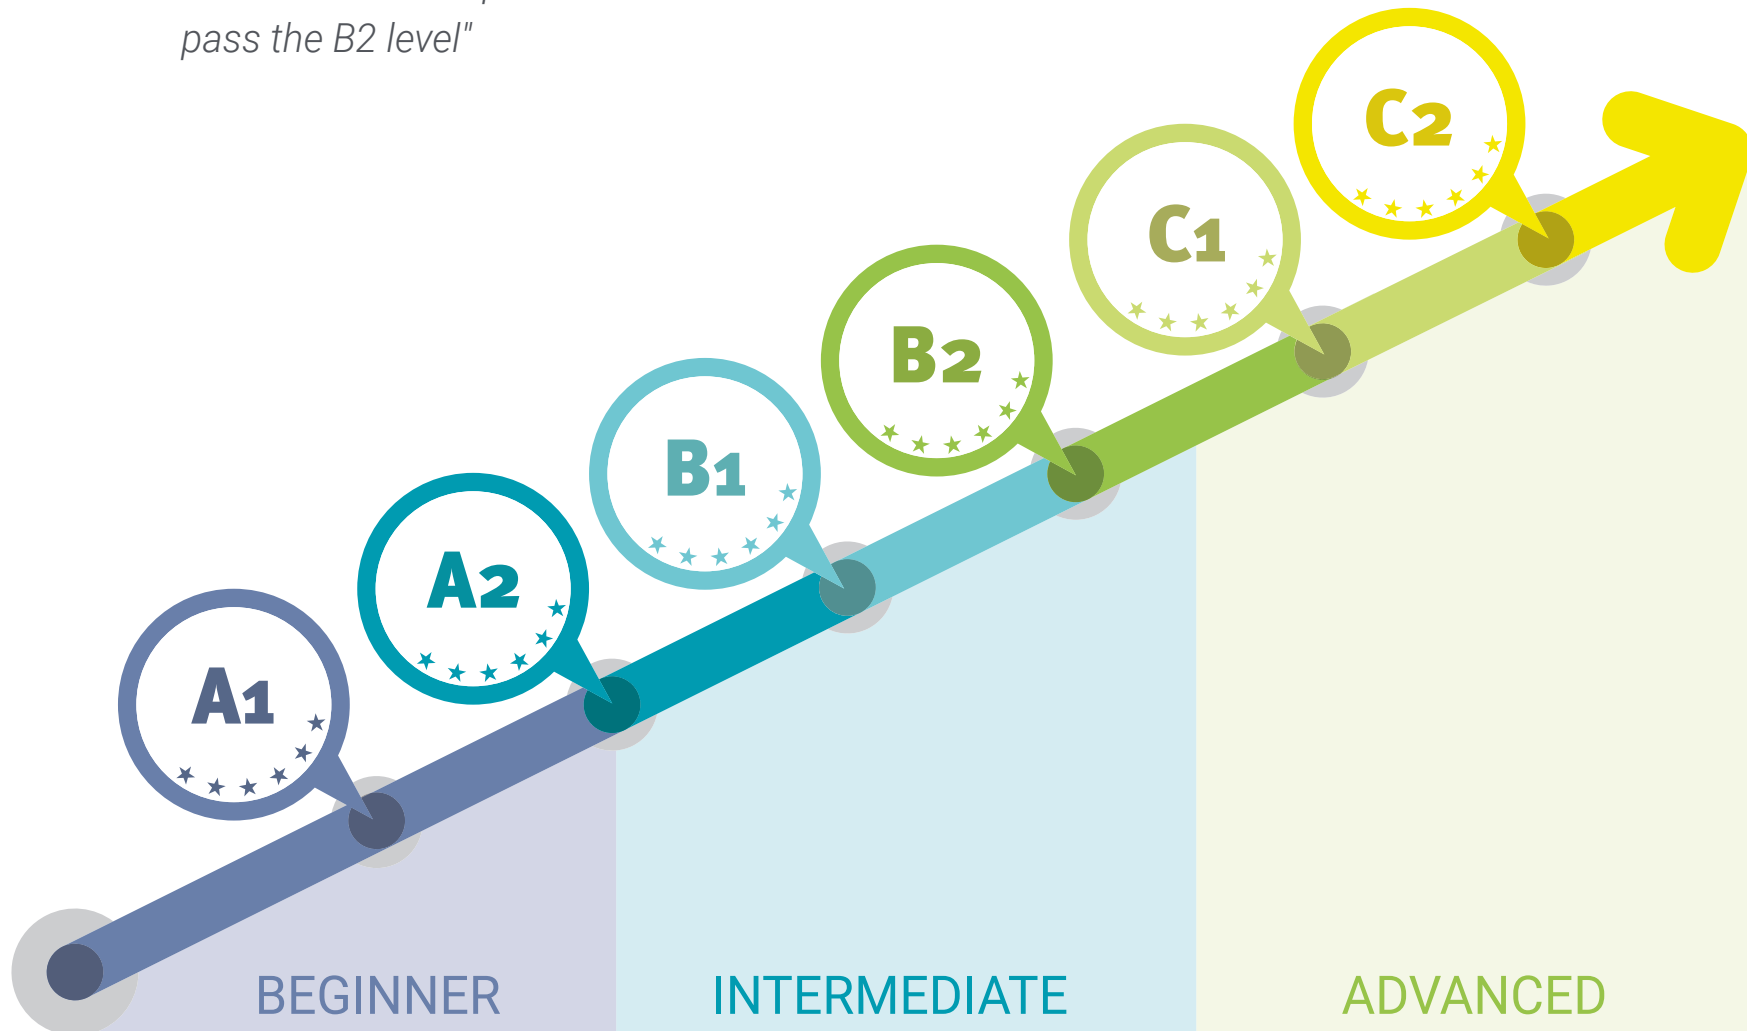 pass the B2 level"
C2
C1
B2
B1
A2
A1
BEGINNER INTERMEDIATE ADVANCED